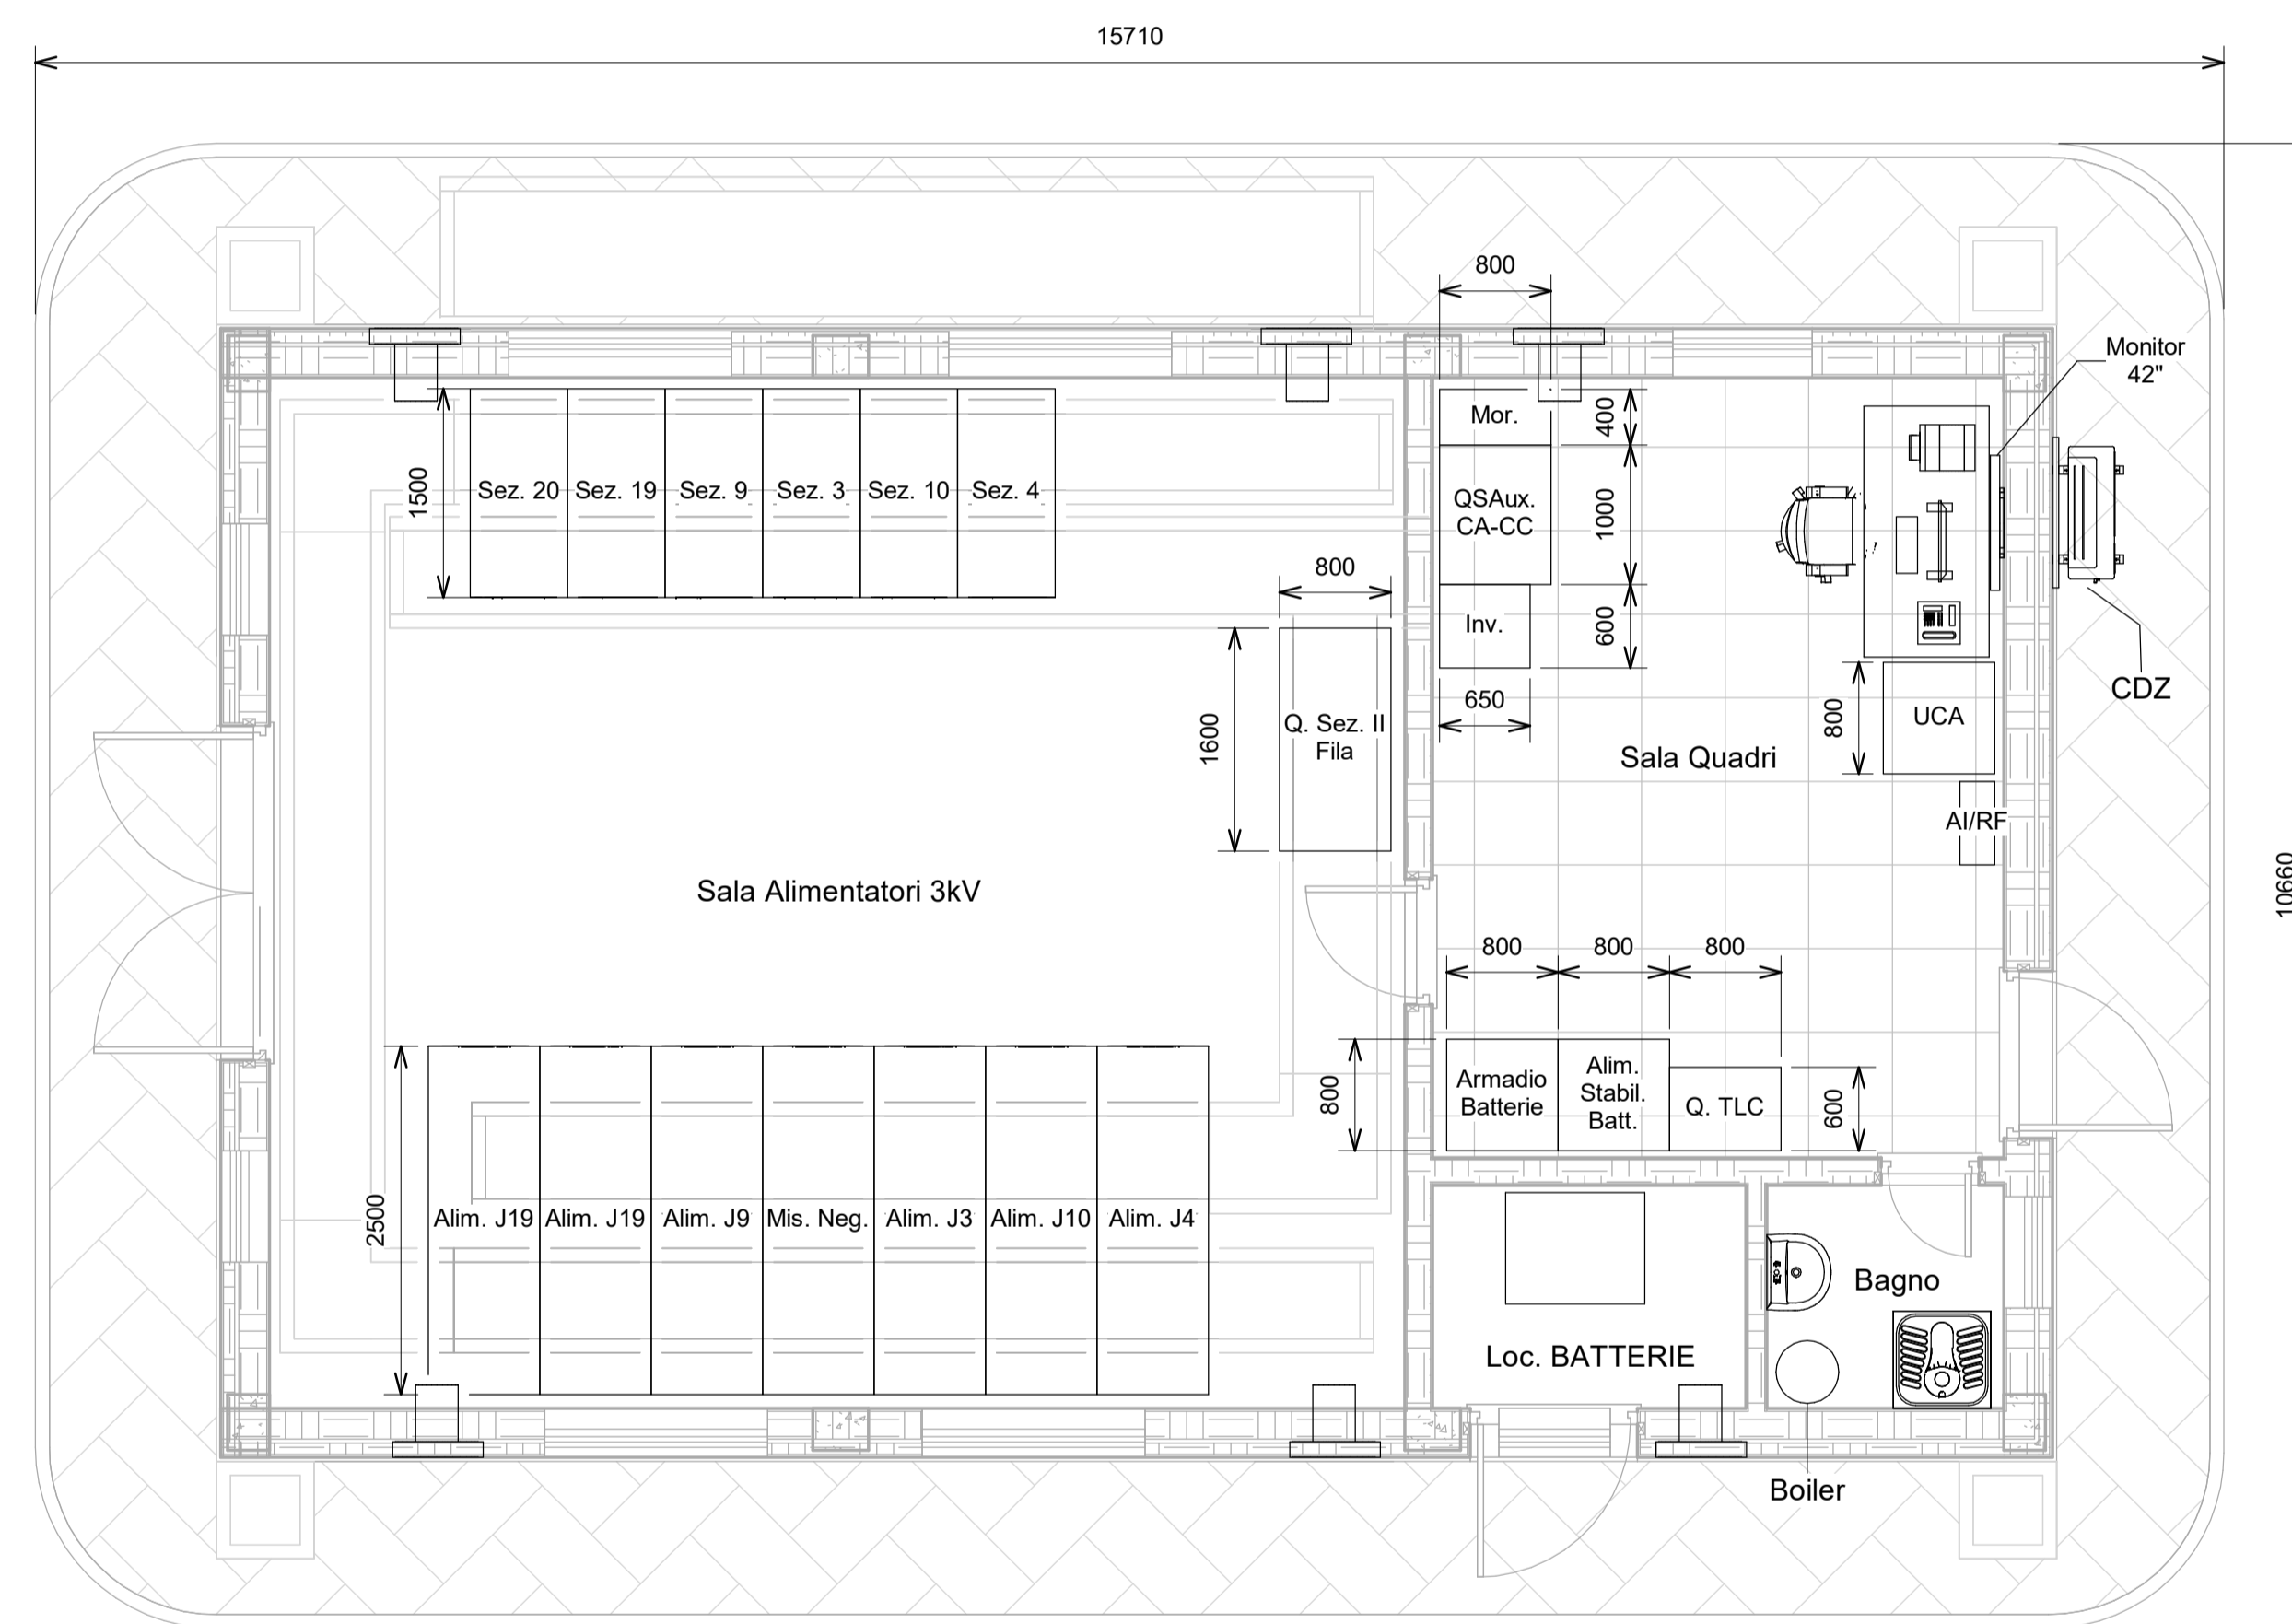 15710
800
Monitor
42"
Mor.
400
1500
Sez. 20
Sez. 19
Sez. 9
Sez. 3
Sez. 10
Sez. 4
QSAux.
CA-CC
1000
800
Inv.
600
650
CDZ
1600
Q. Sez. II
Fila
800
UCA
Sala Quadri
AI/RF
Sala Alimentatori 3kV
10660
800
800
800
800
Armadio
Batterie
Alim.
Stabil.
Batt.
Q. TLC
600
2500
Alim. J19
Alim. J19
Alim. J9
Mis. Neg.
Alim. J3
Alim. J10
Alim. J4
Bagno
Loc. BATTERIE
Boiler